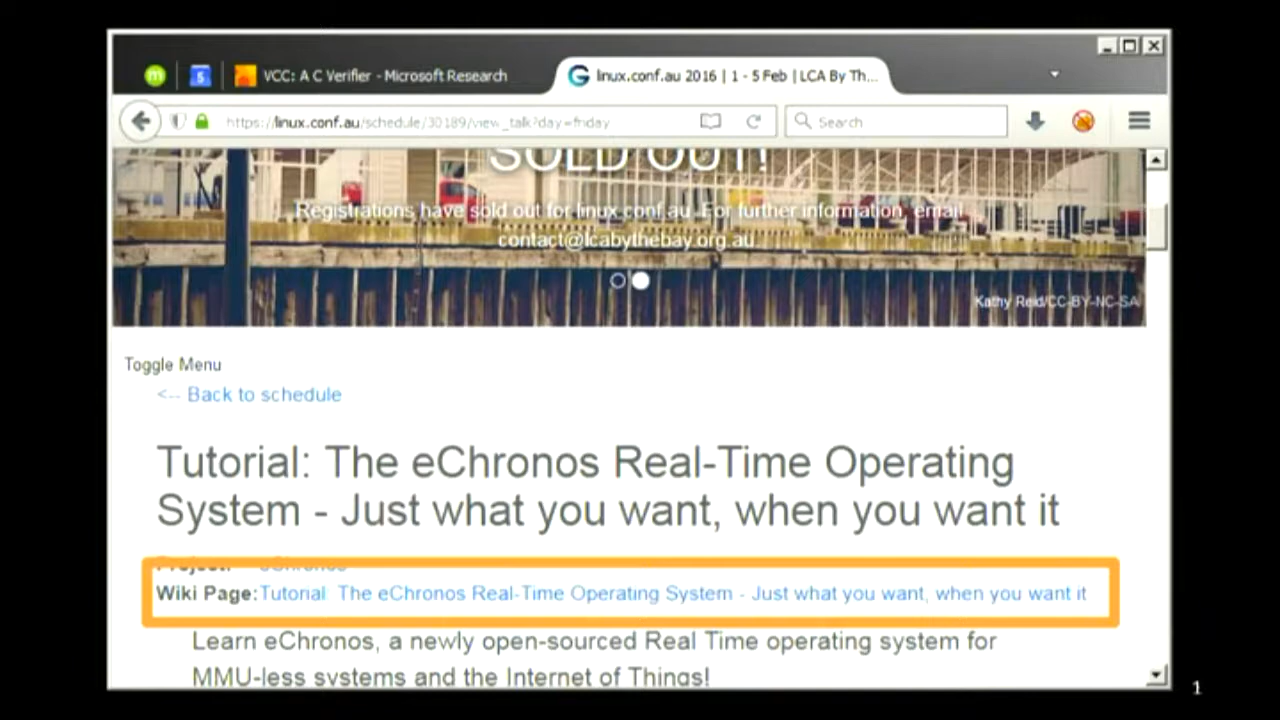 VCC: A C Verifier - Microsoft Research
linux.conf.au 2016 | 1 - 5 Feb | LCA By Th...
https://linux.conf.au/schedule/30189/view_talk?day=friday
Search
SOLD OUT!
Registrations have sold out for linux.conf.au. For further information, email
contact@lcabythebay.org.au
Kathy Reid/CC-BY-NC-SA
Toggle Menu
<-- Back to schedule
Tutorial: The eChronos Real-Time Operating
System - Just what you want, when you want it
Project: eChronos
Wiki Page:Tutorial: The eChronos Real-Time Operating System - Just what you want, when you want it
Learn eChronos, a newly open-sourced Real Time operating system for
MMU-less systems and the Internet of Things!
1